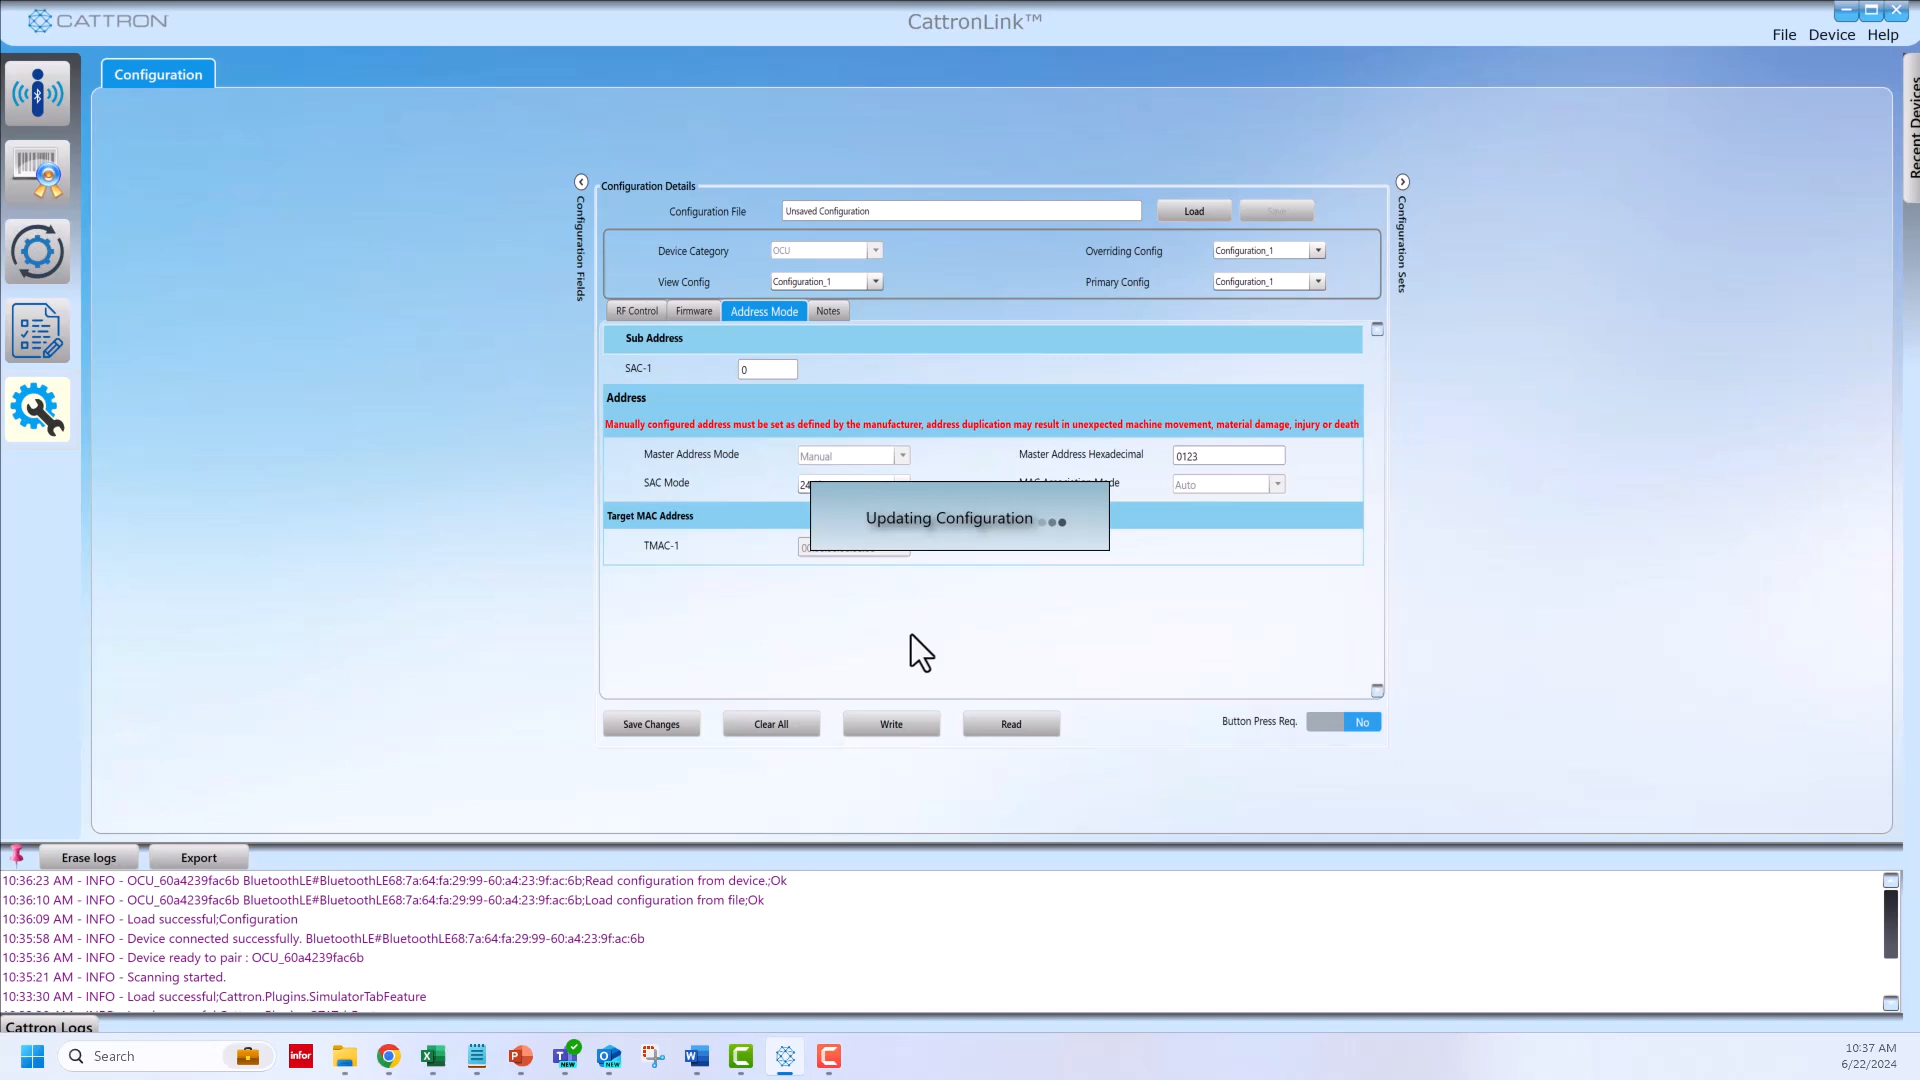 CATTRON
CattronLink™
File Device Help
Configuration
Recent Devices
Configuration Fields
Configuration Sets
Configuration Details
Configuration File Unsaved Configuration Load Save
Device Category OCU Overriding Config Configuration_1
View Config Configuration_1 Primary Config Configuration_1
RF Control Firmware Address Mode Notes
Sub Address
SAC-1 0
Address
Manually configured address must be set as defined by the manufacturer, address duplication may result in unexpected machine movement, material damage, injury or death
Master Address Mode Manual Master Address Hexadecimal 0123
SAC Mode 24 Auto
Updating Configuration
Target MAC Address
TMAC-1
Save Changes Clear All Write Read Button Press Req. No
Erase logs Export
10:36:23 AM - INFO - OCU_60a4239fac6b BluetoothLE#BluetoothLE68:7a:64:fa:29:99-60:a4:23:9f:ac:6b;Read configuration from device.;Ok
10:36:10 AM - INFO - OCU_60a4239fac6b BluetoothLE#BluetoothLE68:7a:64:fa:29:99-60:a4:23:9f:ac:6b;Load configuration from file;Ok
10:36:09 AM - INFO - Load successful;Configuration
10:35:58 AM - INFO - Device connected successfully. BluetoothLE#BluetoothLE68:7a:64:fa:29:99-60:a4:23:9f:ac:6b
10:35:36 AM - INFO - Device ready to pair : OCU_60a4239fac6b
10:35:21 AM - INFO - Scanning started.
10:33:30 AM - INFO - Load successful;Cattron.Plugins.SimulatorTabFeature
Cattron Logs
Search infor NEW NEW
10:37 AM
6/22/2024